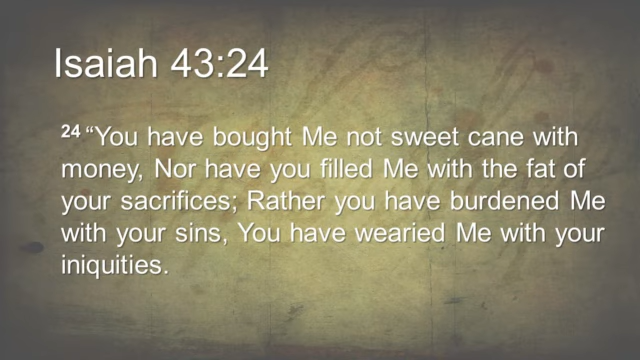 Isaiah 43:24
24 “You have bought Me not sweet cane with
money, Nor have you filled Me with the fat of
your sacrifices; Rather you have burdened Me
with your sins, You have wearied Me with your
iniquities.